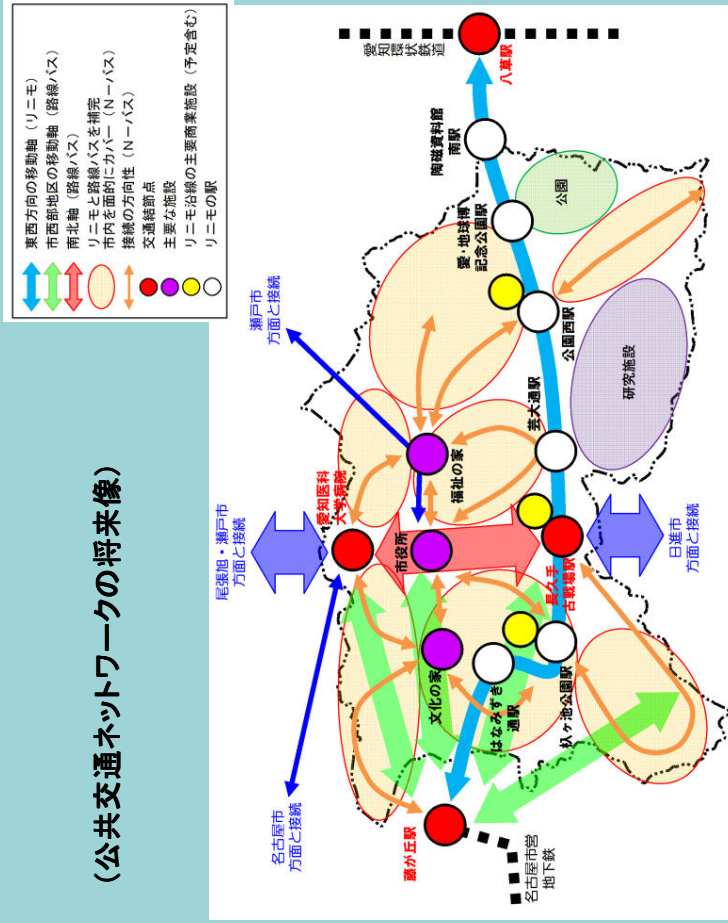 (公共交通ネットワークの将来像)
東西方向の移動軸（リニモ）
市西部地区の移動軸（路線バス）
南北軸（路線バス）
リニモと路線バスを補完
市内を面的にカバー（N－バス）
接続の方向性（N－バス）
交通結節点
主要な施設
リニモ沿線の主要商業施設（予定含む）
リニモの駅
名古屋市
方面と接続
尾張旭・瀬戸市
方面と接続
瀬戸市
方面と接続
愛知医科
大学病院
愛知環状鉄道
八草駅
陶磁資料館
南駅
愛・地球博
記念公園駅
公園
公園西駅
芸大通駅
研究施設
福祉の家
市役所
文化の家
長久手
古戦場駅
はなみずき
通駅
杁ヶ池公園駅
藤が丘駅
名古屋市営
地下鉄
日進市
方面と接続